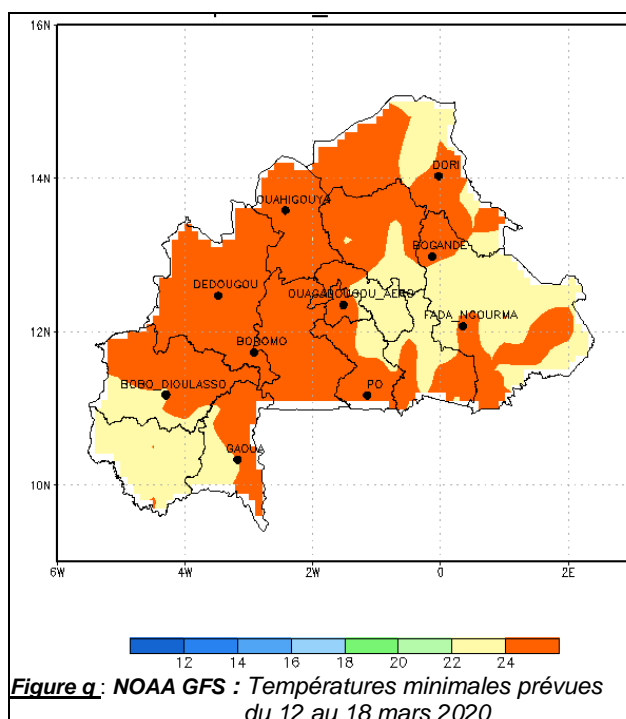 16N
14N
12N
10N
DORI
OUAHIGOUYA
BOGANDE
DEDOUGOU
OUAGADOUGOU_AERO
FADA_NGOURMA
BOROMO
BOBO_DIOULASSO
PO
GAOUA
6W 4W 2W 0 2E
12 14 16 18 20 22 24
Figure q : NOAA GFS : Températures minimales prévues
du 12 au 18 mars 2020